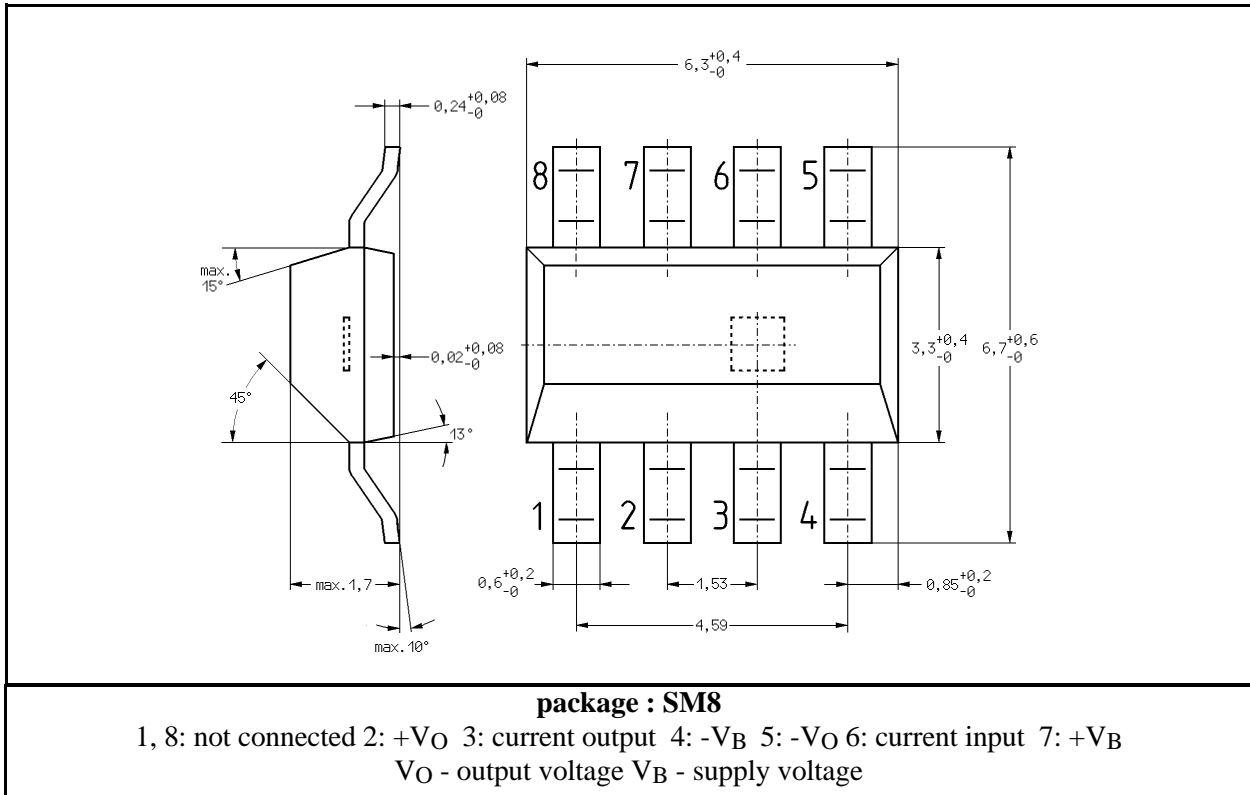 6,3+0,4 -0
0,24+0,08 -0
8 7 6 5
max.
15°
0,02+0,08 -0
3,3+0,4 -0 6,7+0,6 -0
45°
13°
1 2 3 4
max.1,7
0,6+0,2 -0
1,53
0,85+0,2 -0
4,59
max.10°
package : SM8
1, 8: not connected 2: +VO 3: current output 4: -VB 5: -VO 6: current input 7: +VB
VO - output voltage VB - supply voltage